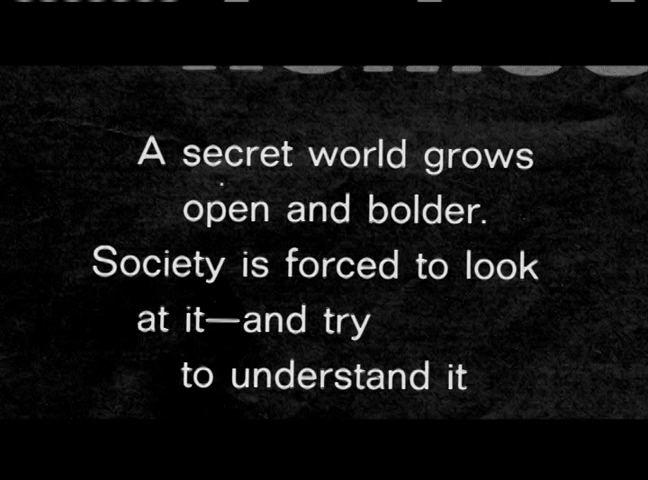 A secret world grows
open and bolder.
Society is forced to look
at it—and try
to understand it